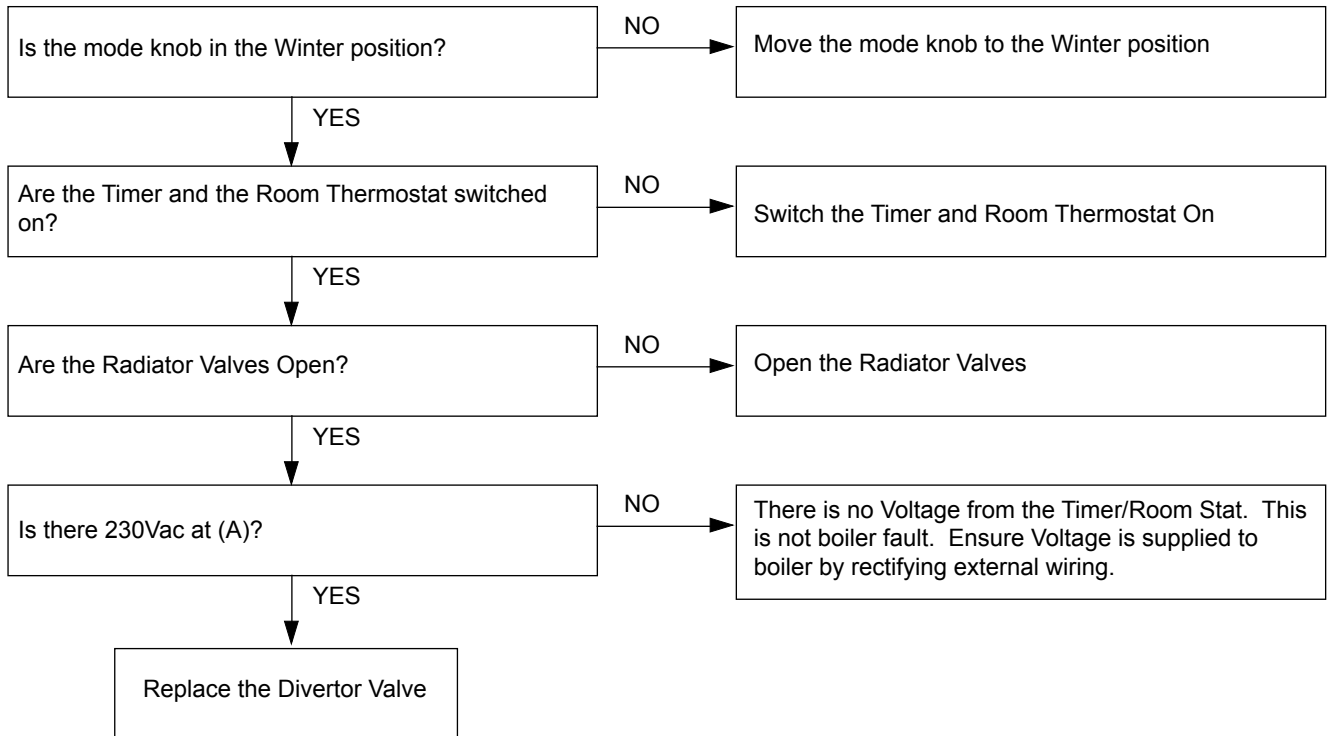 Is the mode knob in the Winter position?
NO
Move the mode knob to the Winter position
YES
Are the Timer and the Room Thermostat switched
on?
NO
Switch the Timer and Room Thermostat On
YES
Are the Radiator Valves Open?
NO
Open the Radiator Valves
YES
Is there 230Vac at (A)?
NO
There is no Voltage from the Timer/Room Stat.  This
is not boiler fault.  Ensure Voltage is supplied to
boiler by rectifying external wiring.
YES
Replace the Divertor Valve